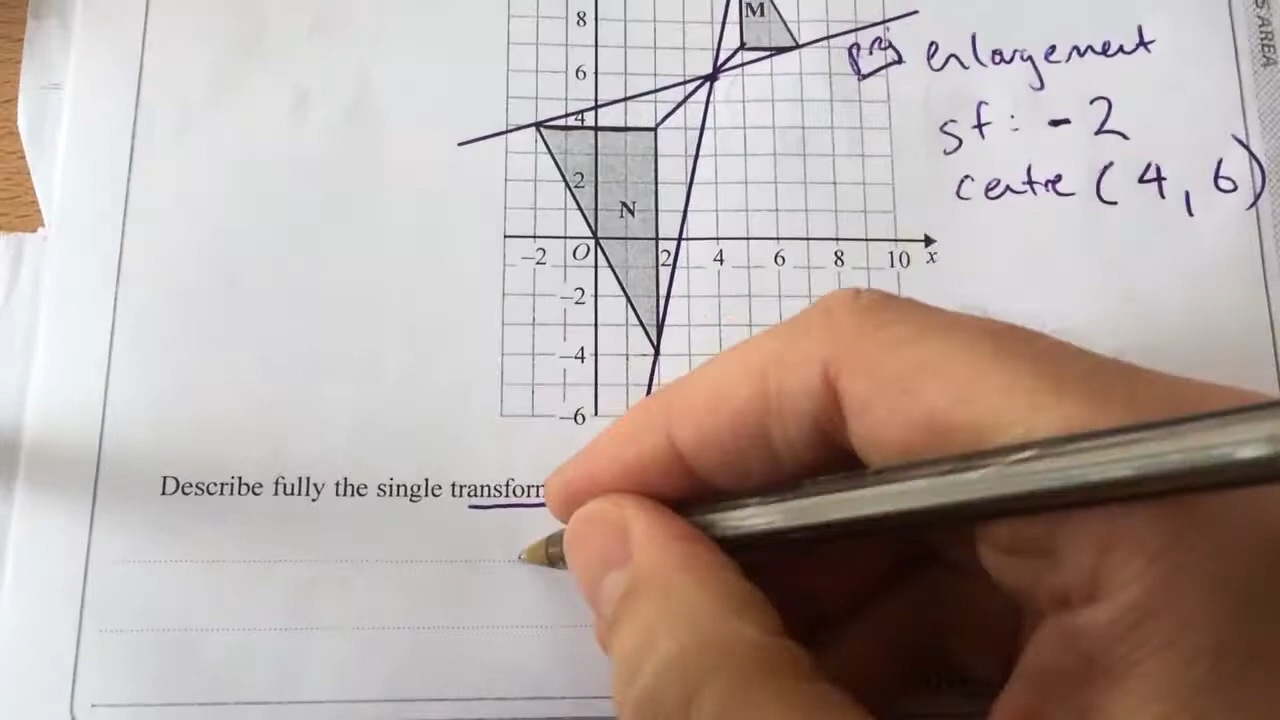 8
M
enlargement
6
sf: -2
4
centre (4, 6)
2
N
-2 O 2 4 6 8 10 x
-2
-4
-6
Describe fully the single transform
AREA